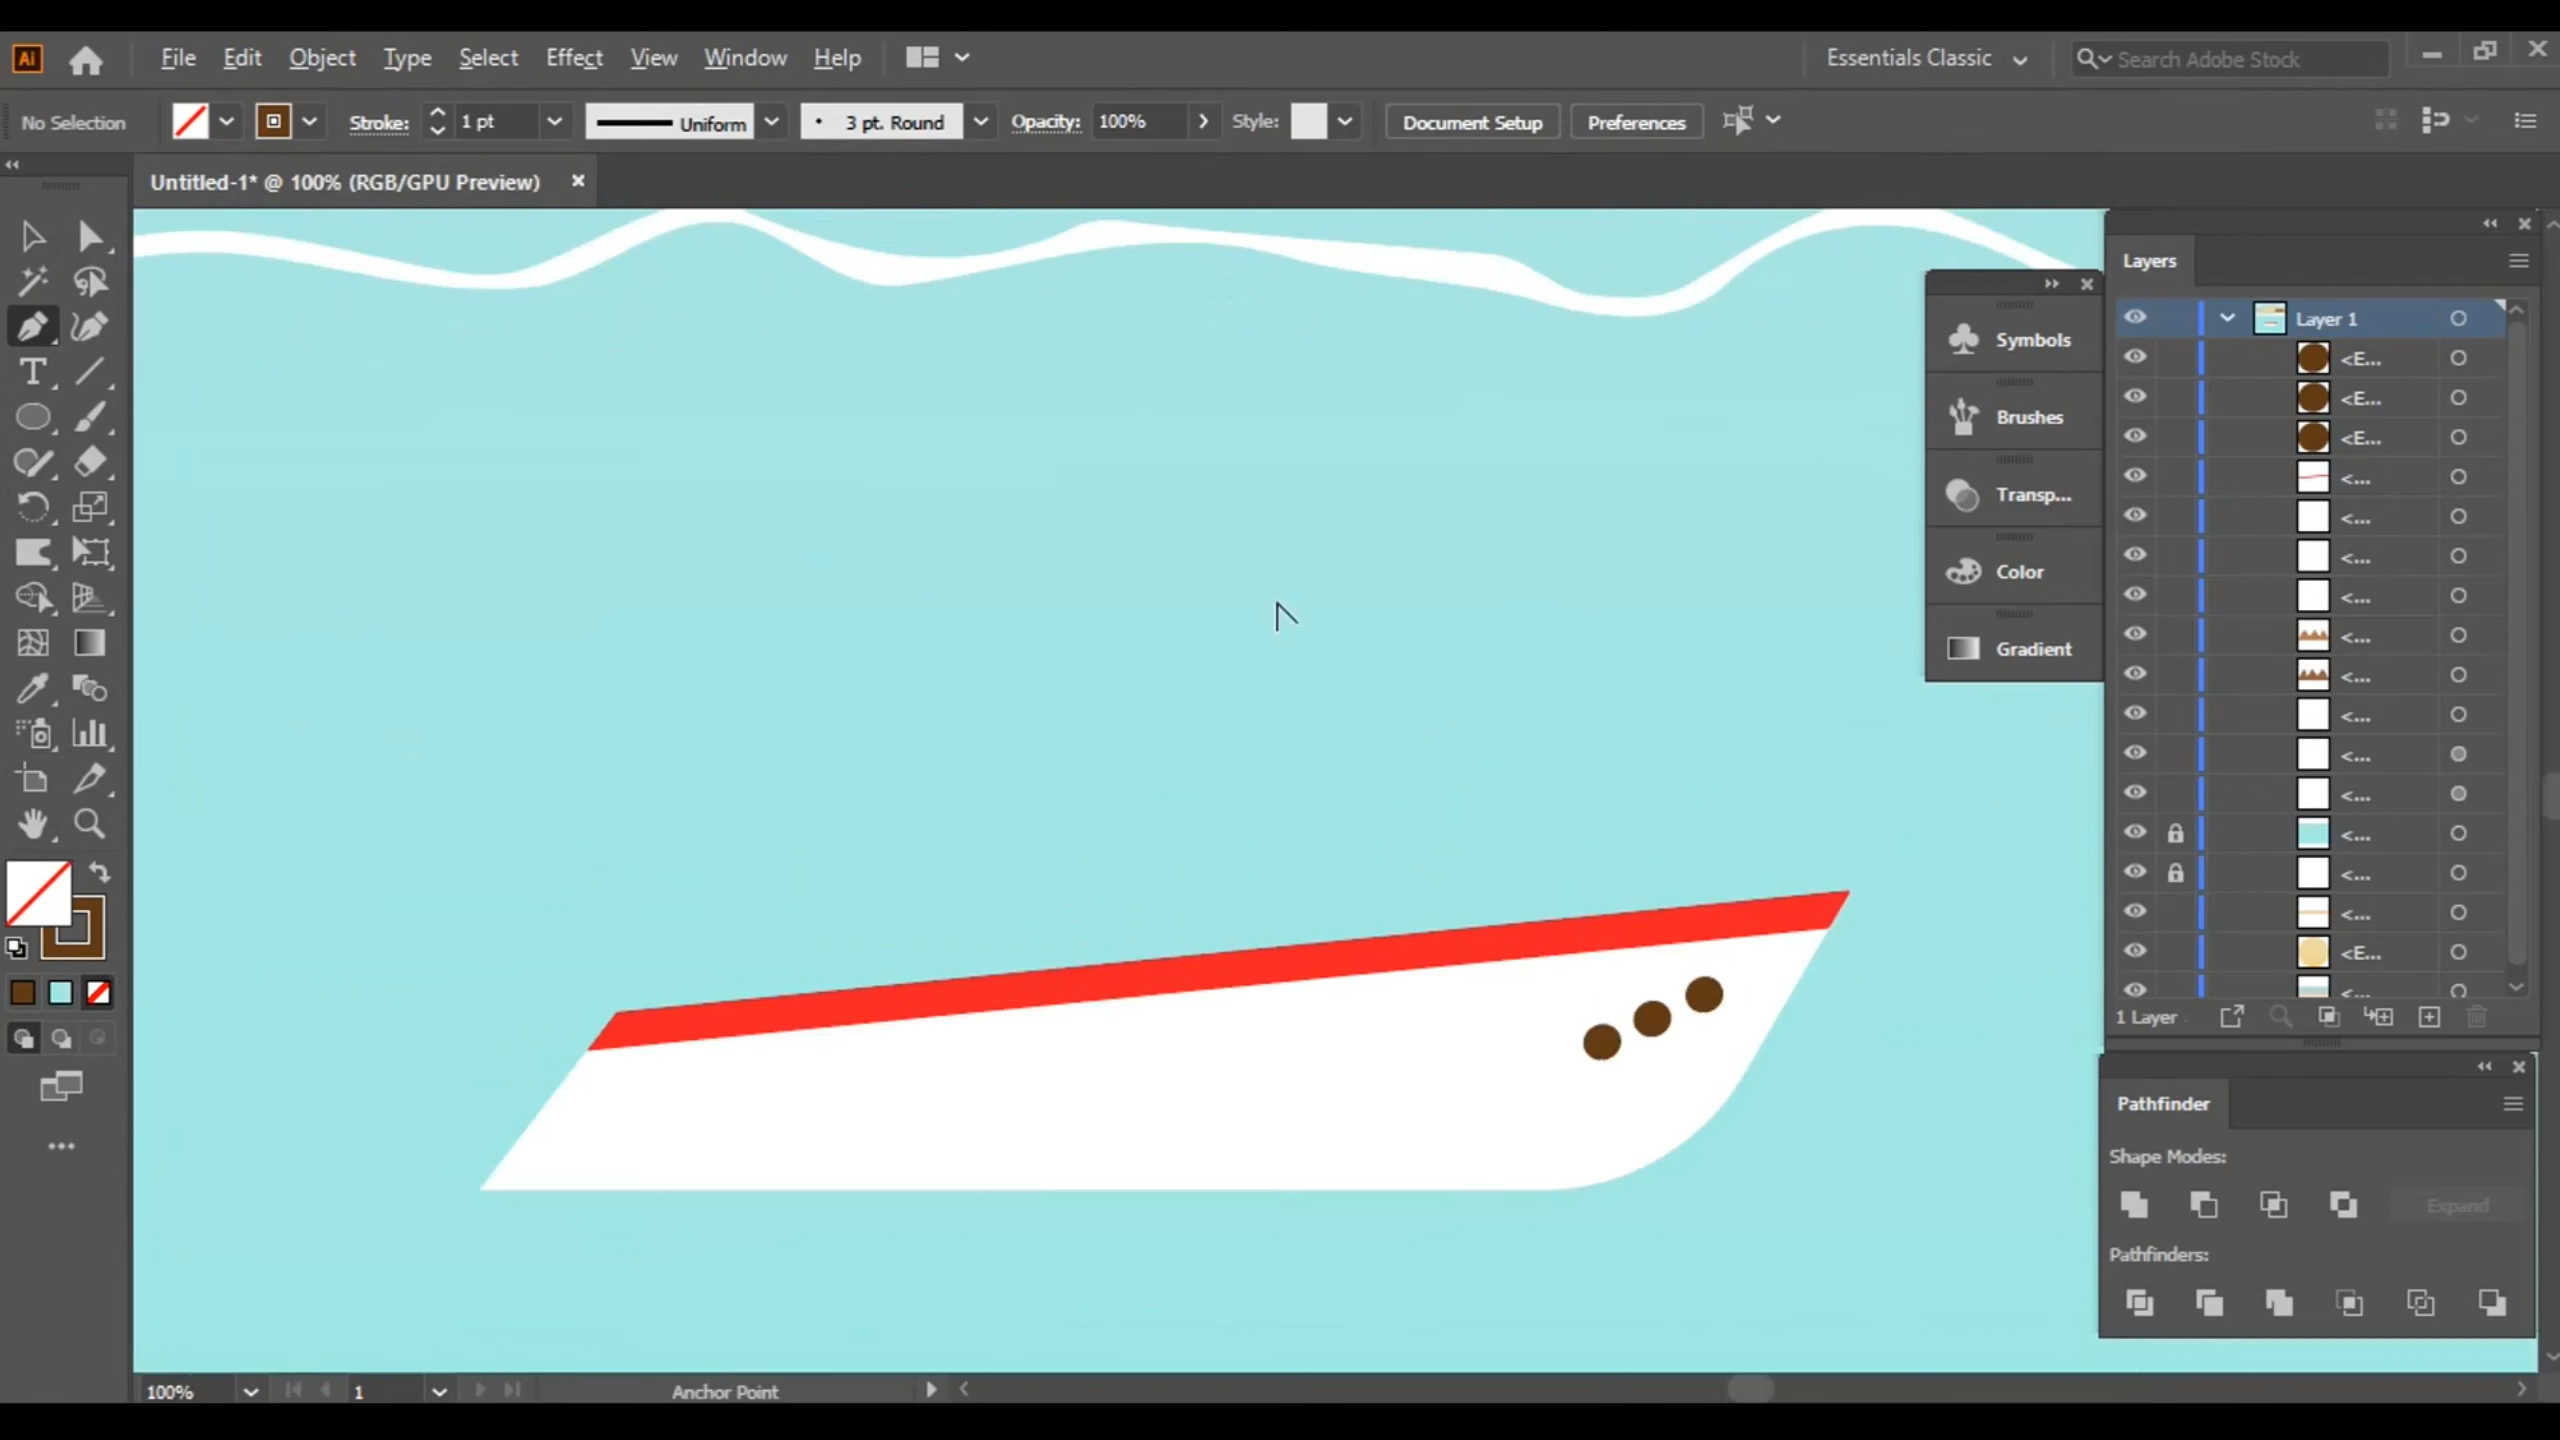 Ai File Edit Object Type Select Effect View Window Help Essentials Classic Search Adobe Stock
No Selection Stroke: 1 pt Uniform 3 pt. Round Opacity: 100% Style: Document Setup Preferences
Untitled-1* @ 100% (RGB/GPU Preview)
Layers
Layer 1
Symbols
<E...
<E...
Brushes
<E...
<...
Transp...
<...
<...
Color
<...
<...
Gradient
<...
<...
<...
<...
<...
<...
<...
<E...
<...
1 Layer
Pathfinder
Shape Modes:
Expand
Pathfinders:
100% 1 Anchor Point